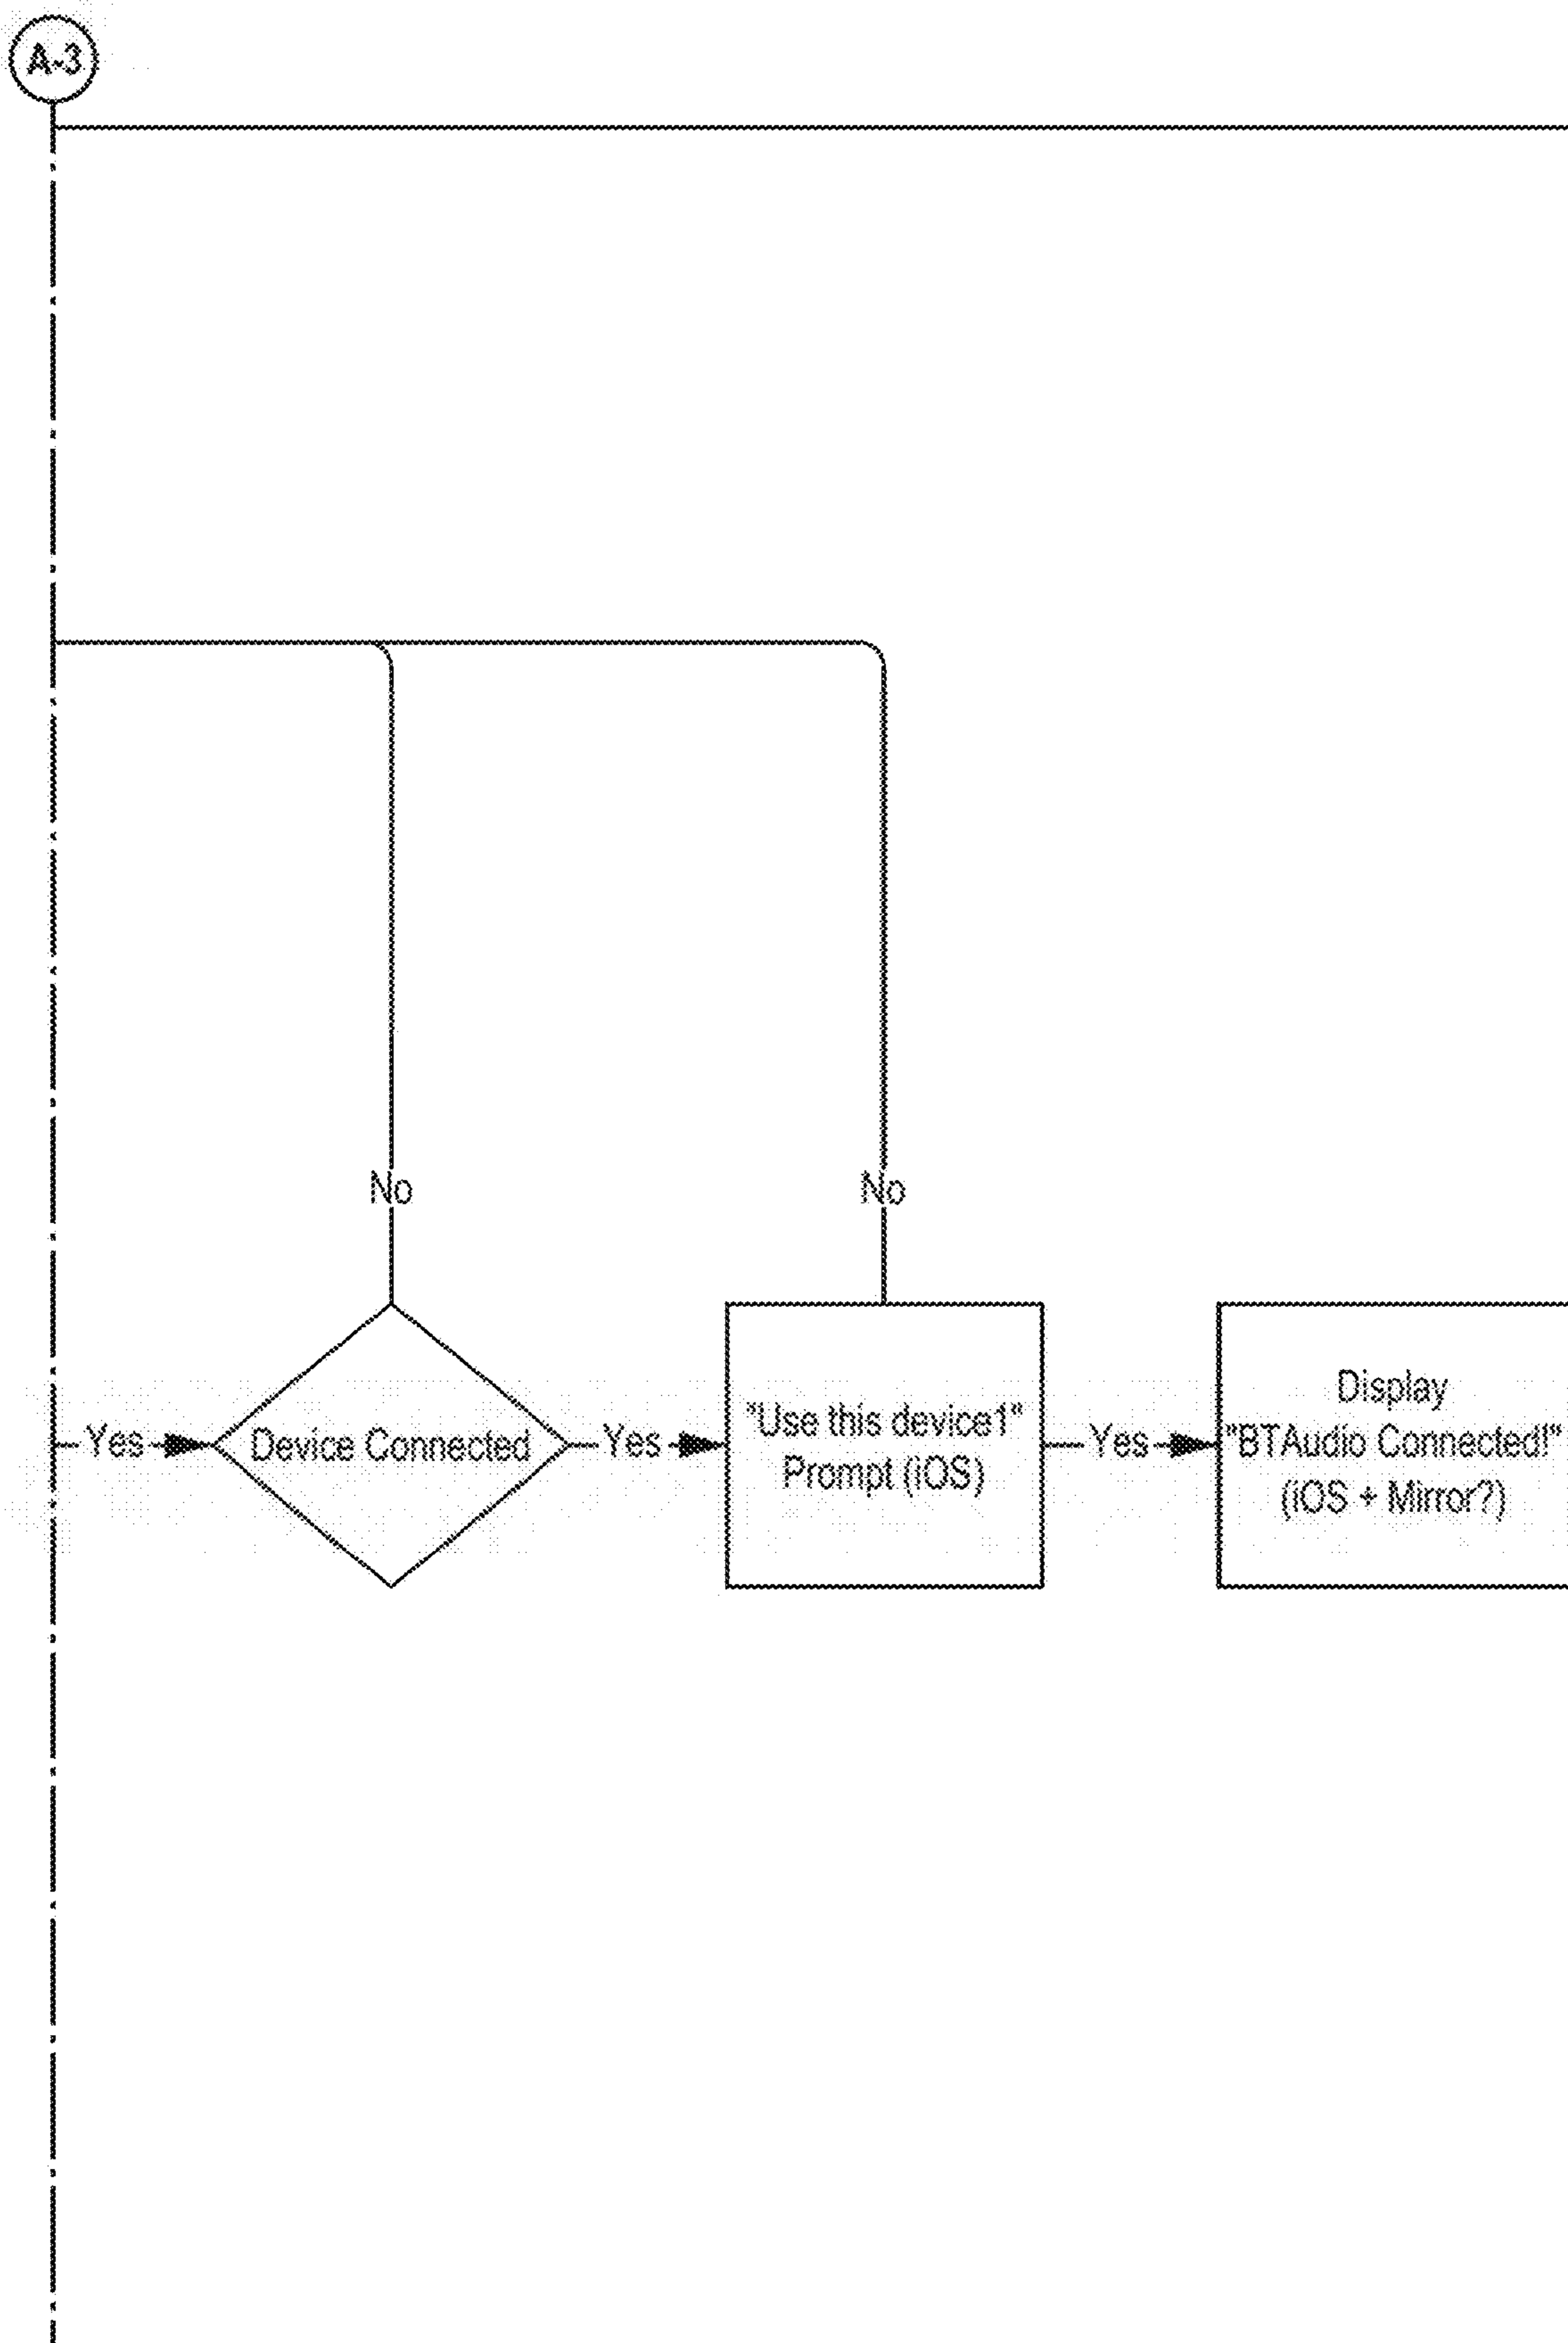 A-3
No
No
Yes
Device Connected
Yes
"Use this device1"
Prompt (iOS)
Yes
Display
"BTAudio Connected!"
(iOS + Mirror?)